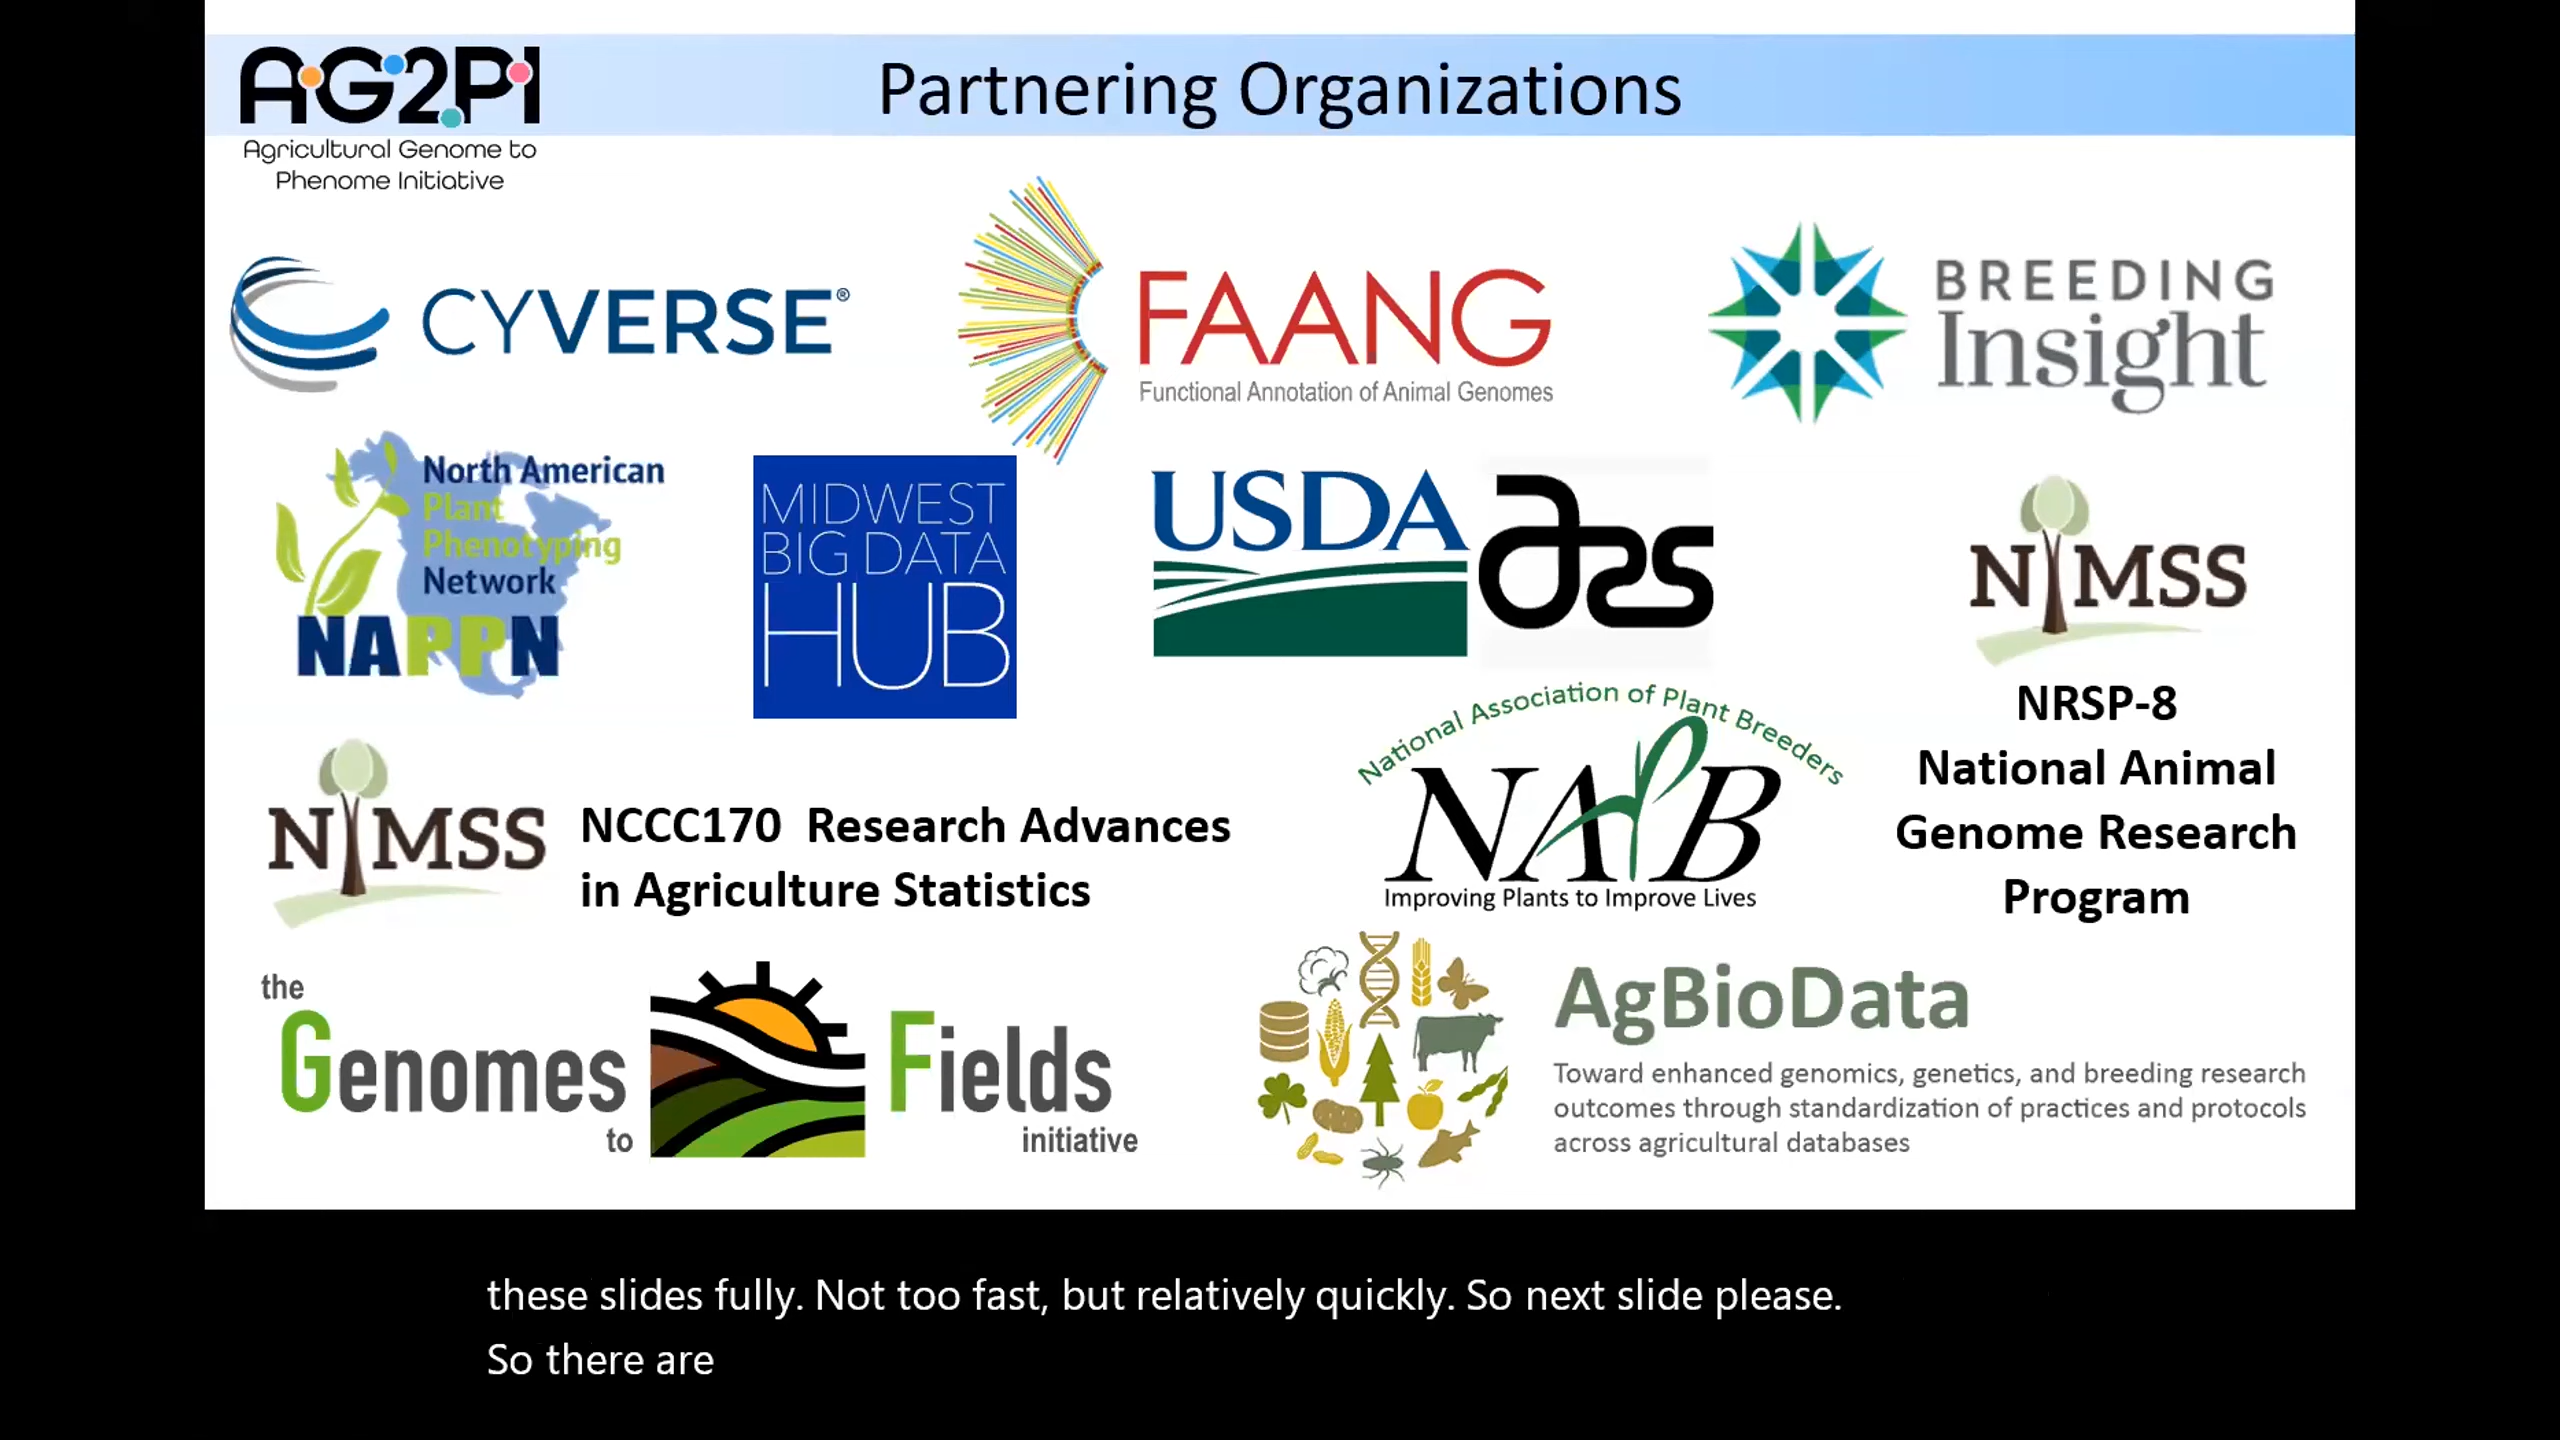 AG2PI
Partnering Organizations
Agricultural Genome to
Phenome Initiative
CYVERSE®
FAANG
Functional Annotation of Animal Genomes
BREEDING
Insight
North American
Plant
Phenotyping
Network
NAPPN
MIDWEST
BIG DATA
HUB
USDA
ars
NIMSS
NRSP-8
National Animal
Genome Research
Program
NIMSS
NCCC170  Research Advances
in Agriculture Statistics
National Association of Plant Breeders
NAPB
Improving Plants to Improve Lives
the
Genomes
to
Fields
initiative
AgBioData
Toward enhanced genomics, genetics, and breeding research
outcomes through standardization of practices and protocols
across agricultural databases
these slides fully. Not too fast, but relatively quickly. So next slide please.
So there are